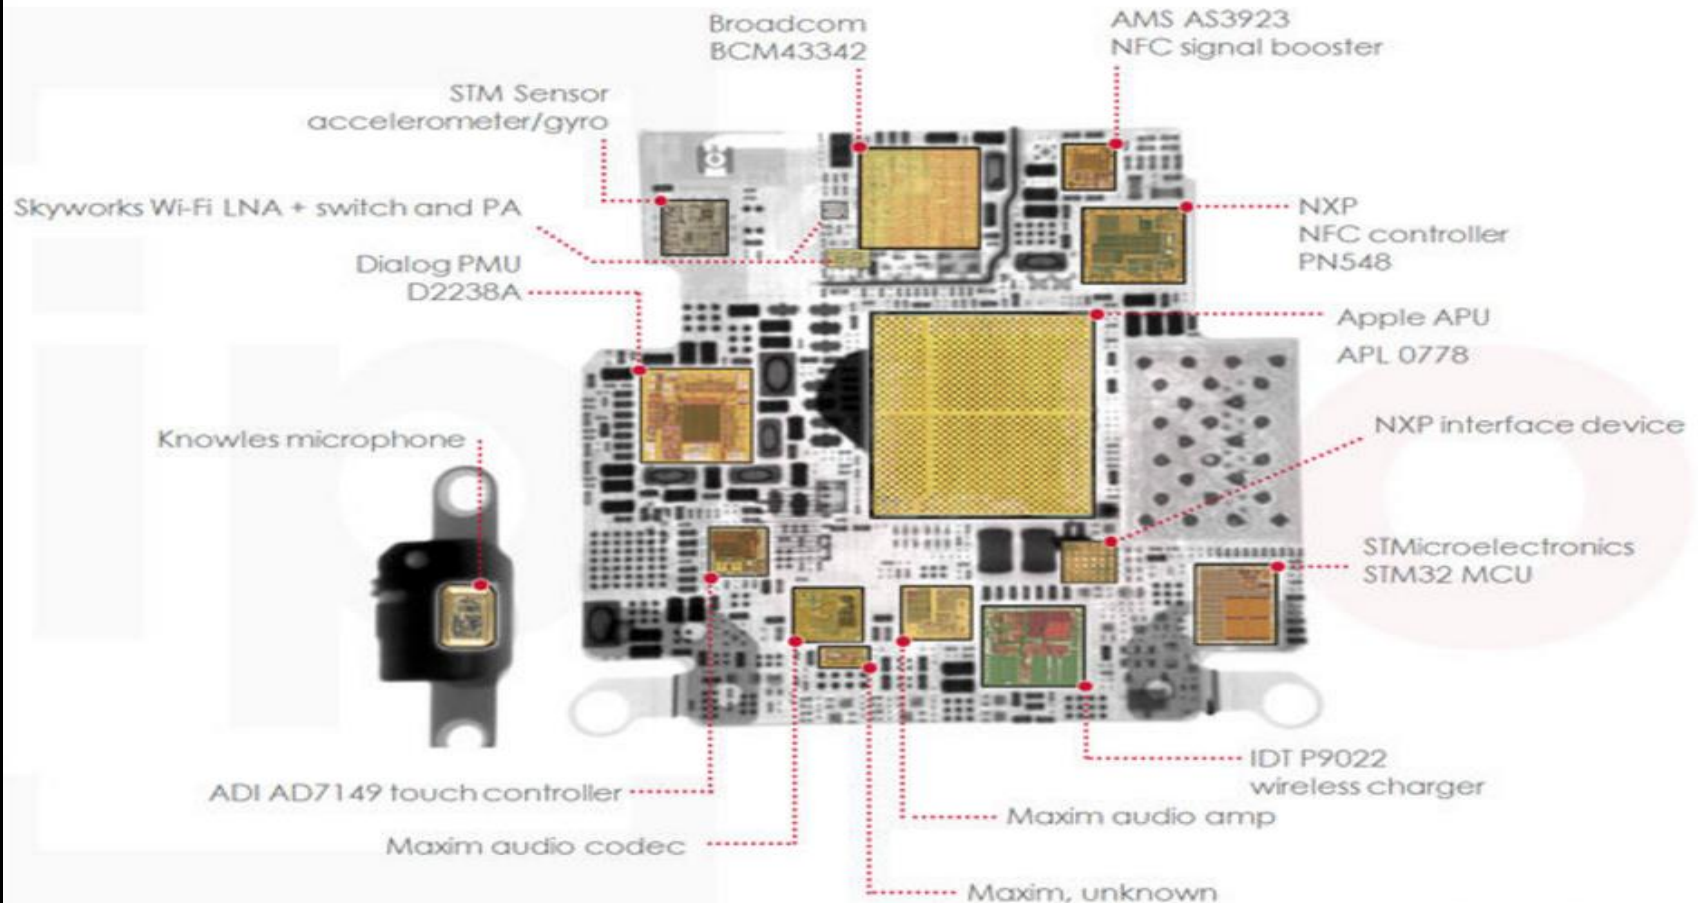 Broadcom
BCM43342
AMS AS3923
NFC signal booster
STM Sensor
accelerometer/gyro
Skyworks Wi-Fi LNA + switch and PA
NXP
NFC controller
PN548
Dialog PMU
D2238A
Apple APU
APL 0778
NXP interface device
Knowles microphone
STMicroelectronics
STM32 MCU
IDT P9022
wireless charger
ADI AD7149 touch controller
Maxim audio amp
Maxim audio codec
Maxim, unknown